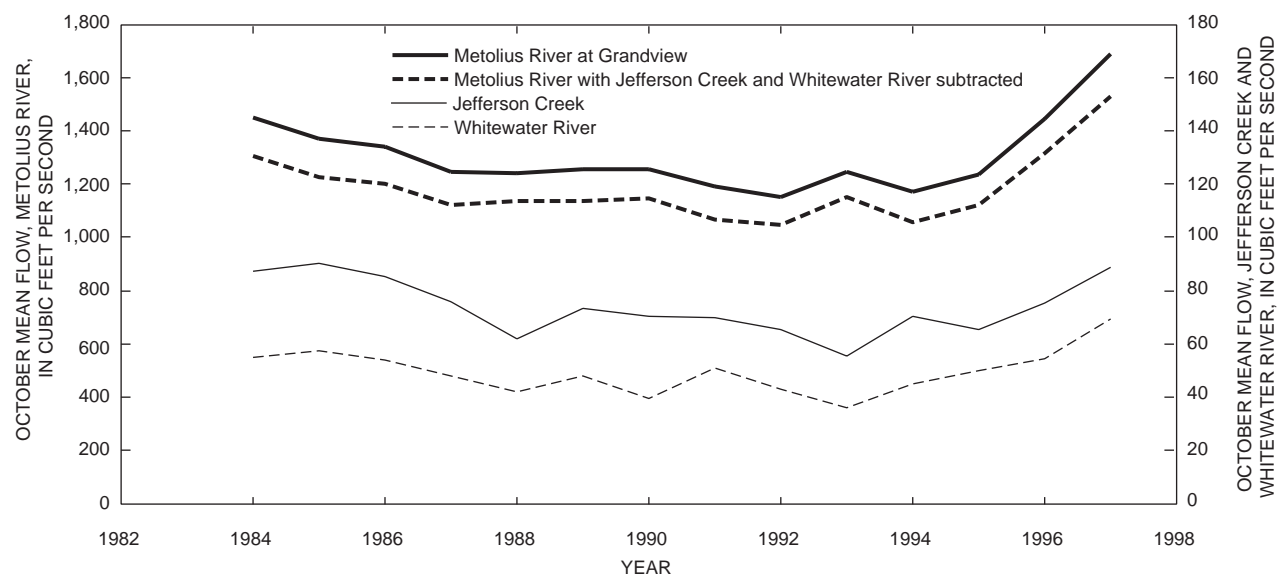 OCTOBER MEAN FLOW, METOLIUS RIVER,
IN CUBIC FEET PER SECOND
1,800
1,600
1,400
1,200
1,000
800
600
400
200
0
Metolius River at Grandview
Metolius River with Jefferson Creek and Whitewater River subtracted
Jefferson Creek
Whitewater River
180
160
140
120
100
80
60
40
20
0
OCTOBER MEAN FLOW, JEFFERSON CREEK AND
WHITEWATER RIVER, IN CUBIC FEET PER SECOND
1982 1984 1986 1988 1990 1992 1994 1996 1998
YEAR